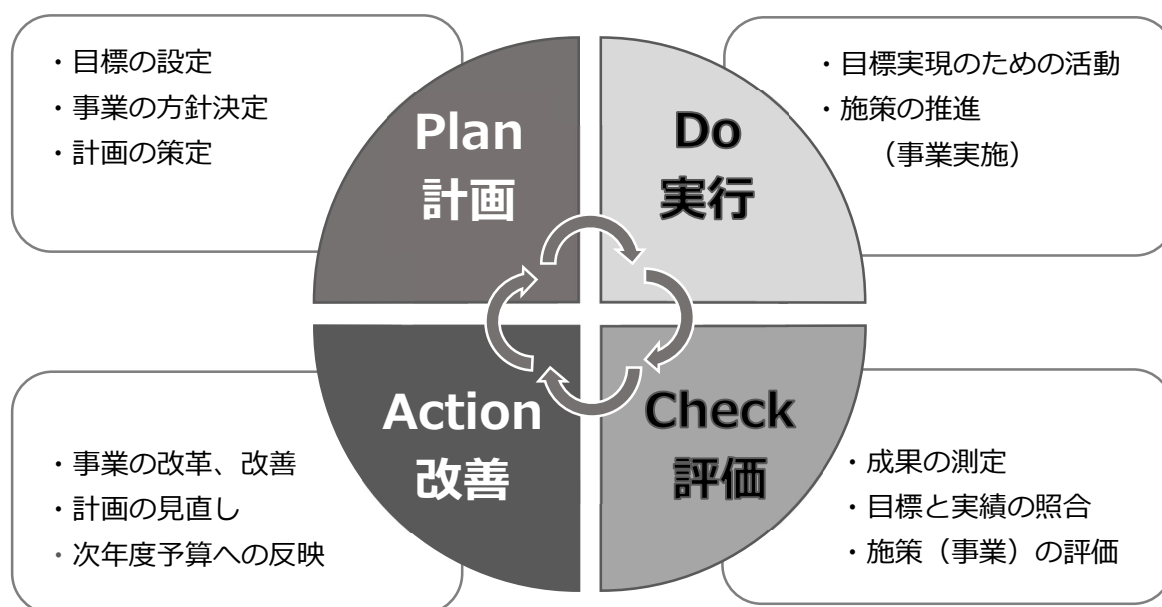 ・目標の設定
・事業の方針決定
・計画の策定
Plan
計画
Do
実行
・目標実現のための活動
・施策の推進
（事業実施）
・事業の改革、改善
・計画の見直し
・次年度予算への反映
Action
改善
Check
評価
・成果の測定
・目標と実績の照合
・施策（事業）の評価